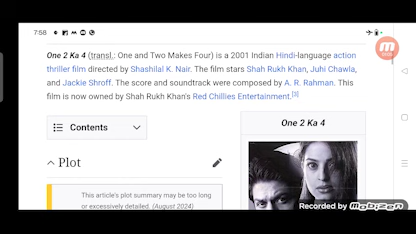 7:58
One 2 Ka 4 (transl.: One and Two Makes Four) is a 2001 Indian Hindi-language action
thriller film directed by Shashilal K. Nair. The film stars Shah Rukh Khan, Juhi Chawla,
and Jackie Shroff. The score and soundtrack were composed by A. R. Rahman. This
film is now owned by Shah Rukh Khan's Red Chillies Entertainment.[3]
Contents
One 2 Ka 4
Plot
This article's plot summary may be too long
or excessively detailed. (August 2024)
Recorded by Mobizen